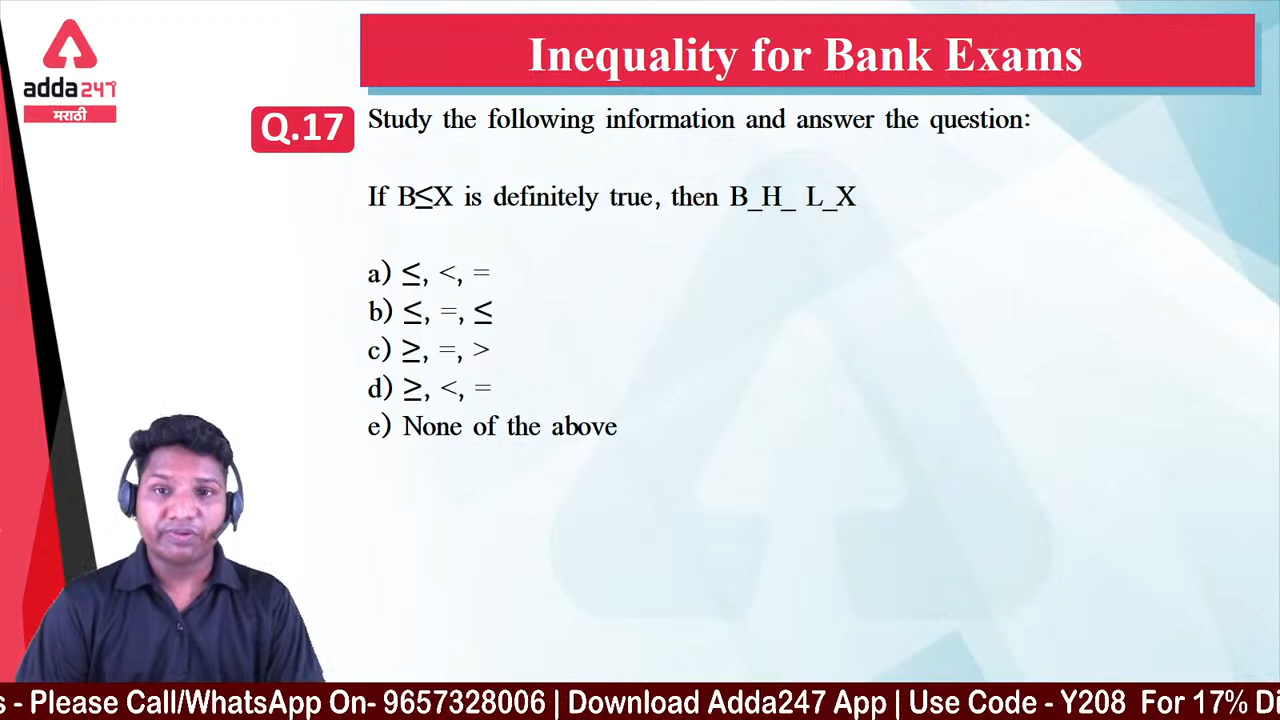 adda247
मराठी
Inequality for Bank Exams
Q.17
Study the following information and answer the question:
If B≤X is definitely true, then B_H_ L_X
a) ≤, <, =
b) ≤, =, ≤
c) ≥, =, >
d) ≥, <, =
e) None of the above
s - Please Call/WhatsApp On- 9657328006 | Download Adda247 App | Use Code - Y208 For 17% Di